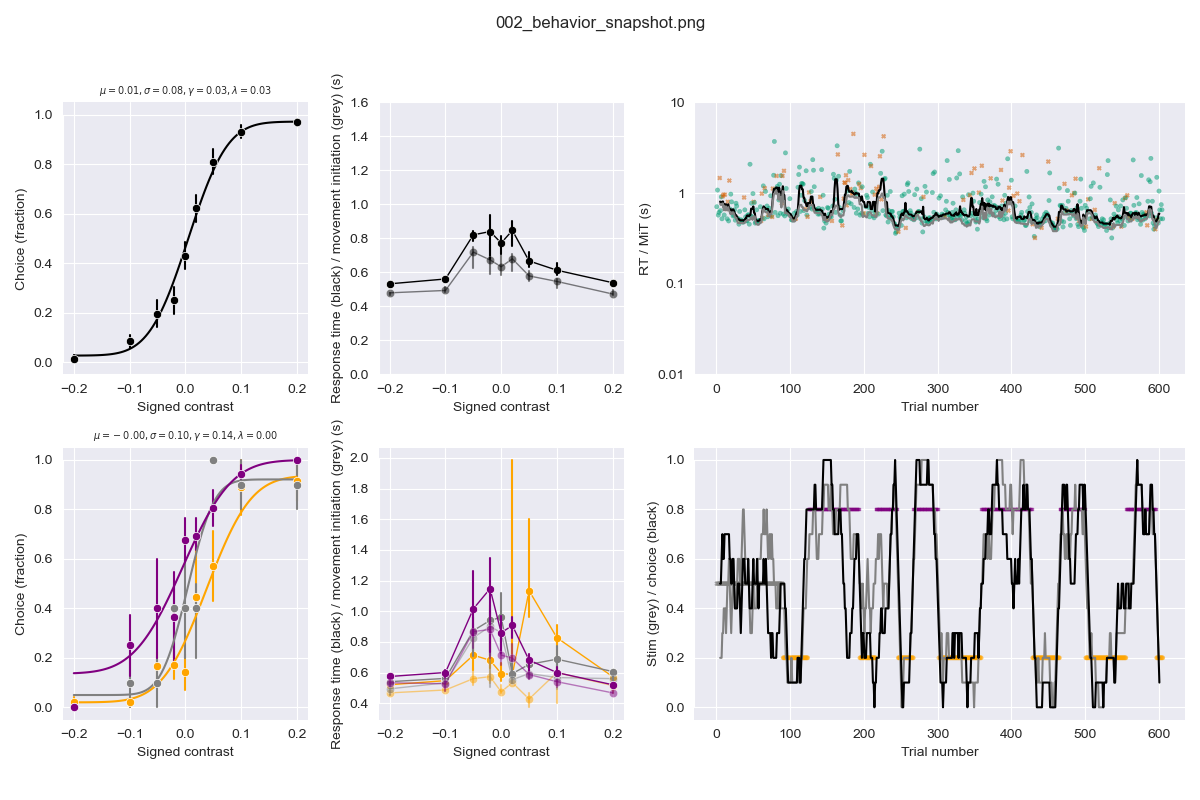 002_behavior_snapshot.png
μ = 0.01, σ = 0.08, γ = 0.03, λ = 0.03
Choice (fraction)
1.0
0.8
0.6
0.4
0.2
0.0
−0.2 −0.1 0.0 0.1 0.2
Signed contrast
Response time (black) / movement initiation (grey) (s)
1.6
1.4
1.2
1.0
0.8
0.6
0.4
0.2
0.0
−0.2 −0.1 0.0 0.1 0.2
Signed contrast
RT / MiT (s)
10
1
0.1
0.01
0 100 200 300 400 500 600
Trial number
μ = − 0.00, σ = 0.10, γ = 0.14, λ = 0.00
Choice (fraction)
1.0
0.8
0.6
0.4
0.2
0.0
−0.2 −0.1 0.0 0.1 0.2
Signed contrast
Response time (black) / movement initiation (grey) (s)
2.0
1.8
1.6
1.4
1.2
1.0
0.8
0.6
0.4
−0.2 −0.1 0.0 0.1 0.2
Signed contrast
Stim (grey) / choice (black)
1.0
0.8
0.6
0.4
0.2
0.0
0 100 200 300 400 500 600
Trial number